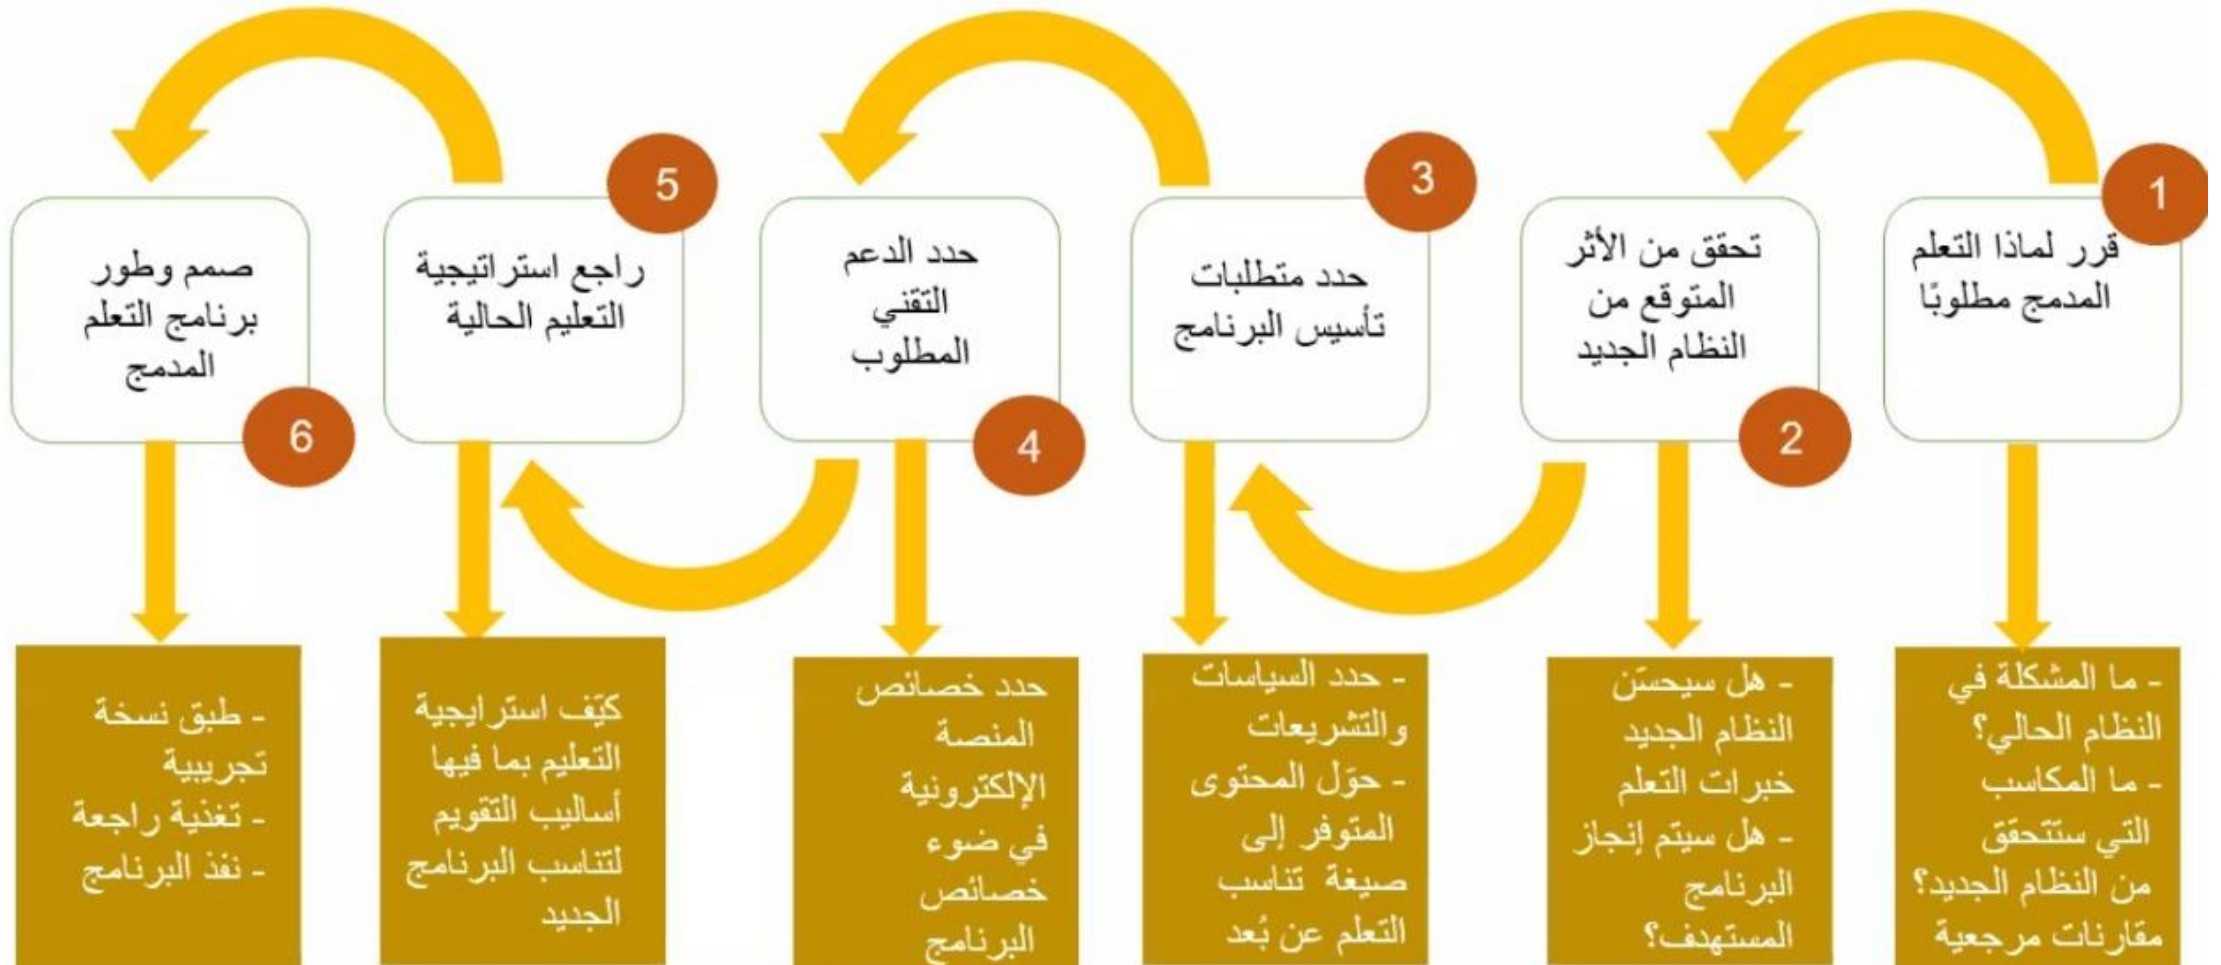 1
قرر لماذا التعلم
المدمج مطلوبًا
2
تحقق من الأثر
المتوقع من
النظام الجديد
3
حدد متطلبات
تأسيس البرنامج
4
حدد الدعم
التقني
المطلوب
5
راجع استراتيجية
التعليم الحالية
6
صمم وطور
برنامج التعلم
المدمج
- ما المشكلة في
النظام الحالي؟
- ما المكاسب
التي ستتحقق
من النظام الجديد؟
مقارنات مرجعية
- هل سيحسّن
النظام الجديد
خبرات التعلم
- هل سيتم إنجاز
البرنامج
المستهدف؟
- حدد السياسات
والتشريعات
- حوّل المحتوى
المتوفر إلى
صيغة تناسب
التعلم عن بُعد
حدد خصائص
المنصة
الإلكترونية
في ضوء
خصائص
البرنامج
كيّف استرايجية
التعليم بما فيها
أساليب التقويم
لتناسب البرنامج
الجديد
- طبق نسخة
تجريبية
- تغذية راجعة
- نفذ البرنامج